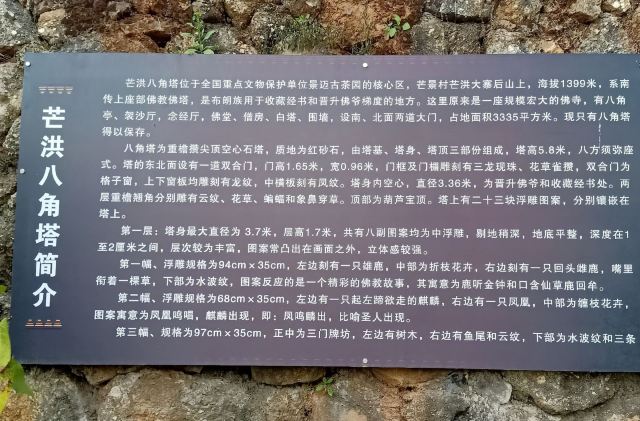 芒洪八角塔简介
芒洪八角塔位于全国重点文物保护单位景迈古茶园的核心区，芒景村芒洪大寨后山上，海拔1399米，系南
传上座部佛教佛塔，是布朗族用于收藏经书和晋升佛爷梯度的地方。这里原来是一座规模宏大的佛寺，有八角
亭、袈沙厅，念经厅，佛堂、僧房、白塔、围墙，设南、北面两道大门，占地面积3335平方米。现只有八角塔
得以保存。
八角塔为重檐攒尖顶空心石塔，质地为红砂石，由塔基、塔身、塔顶三部份组成，塔高5.8米，八方须弥座
式。塔的东北面设有一道双合门，门高1.65米，宽0.96米，门框及门楣雕刻有三龙现珠、花草雀攒，双合门为
格子窗，上下窗板均雕刻有龙纹，中横板刻有凤纹。塔身内空心，直径3.36米，为晋升佛爷和收藏经书处。两
层重檐翘角分别雕有云纹、花草、蝙蝠和象鼻穿草。顶部为葫芦宝顶。塔上有二十三块浮雕图案，分别镶嵌在
塔上。
第一层：塔身最大直径为 3.7米，层高1.7米，共有八副图案均为中浮雕，剔地稍深，地底平整，深度在1
至2厘米之间，层次较为丰富，图案常凸出在画面之外，立体感较强。
第一幅、浮雕规格为94cm×35cm，左边刻有一只雄鹿，中部为折枝花卉，右边刻有一只回头雌鹿，嘴里
衔着一棵草，下部为水波纹，图案反应的是一个精彩的佛教故事，其寓意为鹿听金钟和口含仙草鹿回牟。
第二幅、浮雕规格为68cm×35cm，左边有一只起左蹄欲走的麒麟，右边有一只凤凰，中部为缠枝花卉，
图案寓意为凤凰鸣唱，麒麟出现，即：凤鸣麟出，比喻圣人出现。
第三幅、规格为97cm×35cm，正中为三门牌坊，左边有树木，右边有鱼尾和云纹，下部为水波纹和三条